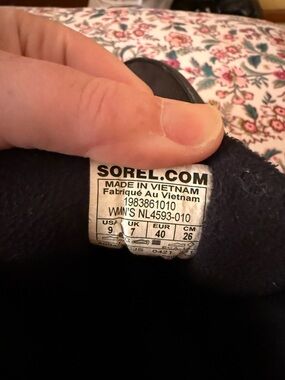 SOREL.COM
MADE IN VIETNAM
Fabriqué Au Vietnam
1983861010
WMN'S NL4593-010
USA UK EUR CM
9 7 40 26
0421